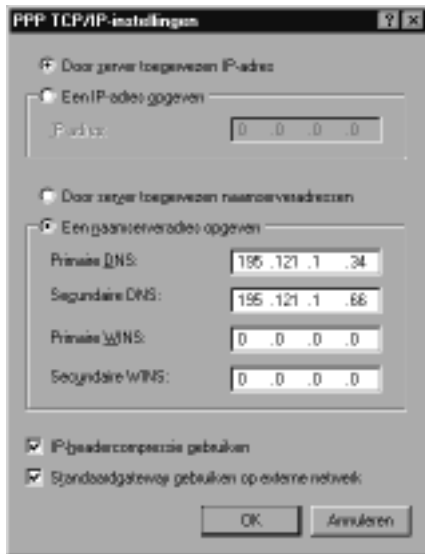 PPP TCP/IP-instellingen
Door server toegewezen IP-adres
Een IP-adres opgeven
IP-adres: 0 .0 .0 .0
Door server toegewezen naamserveradressen
Een naamserveradres opgeven
Primaire DNS: 195 .121 .1 .34
Secundaire DNS: 195 .121 .1 .66
Primaire WINS: 0 .0 .0 .0
Secundaire WINS: 0 .0 .0 .0
IP-headercompressie gebruiken
Standaardgateway gebruiken op externe netwerk
OK Annuleren